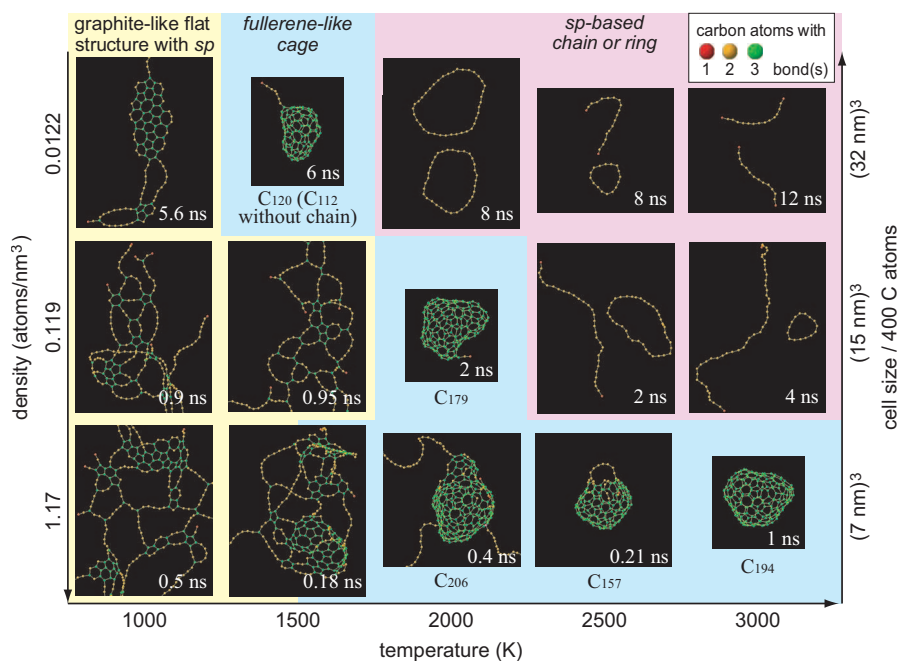 graphite-like flat
structure with sp
fullerene-like
cage
sp-based
chain or ring
carbon atoms with
1 2 3 bond(s)
density (atoms/nm³)
0.0122
5.6 ns
6 ns
C₁₂₀ (C₁₁₂
without chain)
8 ns
8 ns
12 ns
(32 nm)³
0.119
0.9 ns
0.95 ns
2 ns
C₁₇₉
2 ns
4 ns
(15 nm)³
1.17
0.5 ns
0.18 ns
0.4 ns
C₂₀₆
0.21 ns
C₁₅₇
1 ns
C₁₉₄
(7 nm)³
cell size / 400 C atoms
1000 1500 2000 2500 3000
temperature (K)